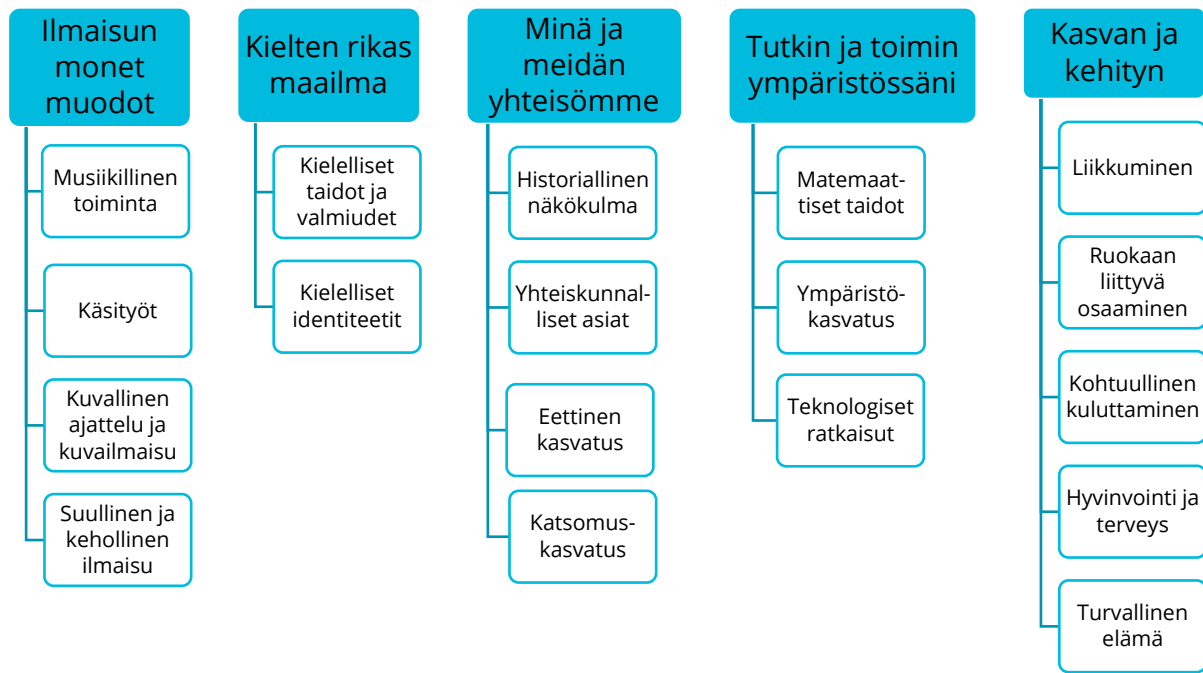 Ilmaisun
monet
muodot
Musiikillinen
toiminta
Käsityöt
Kuvallinen
ajattelu ja
kuvailmaisu
Suullinen ja
kehollinen
ilmaisu
Kielten rikas
maailma
Kielelliset
taidot ja
valmiudet
Kielelliset
identiteetit
Minä ja
meidän
yhteisömme
Historiallinen
näkökulma
Yhteiskunnal-
liset asiat
Eettinen
kasvatus
Katsomus-
kasvatus
Tutkin ja toimin
ympäristössäni
Matemaat-
tiset taidot
Ympäristö-
kasvatus
Teknologiset
ratkaisut
Kasvan ja
kehityn
Liikkuminen
Ruokaan
liittyvä
osaaminen
Kohtuullinen
kuluttaminen
Hyvinvointi ja
terveys
Turvallinen
elämä